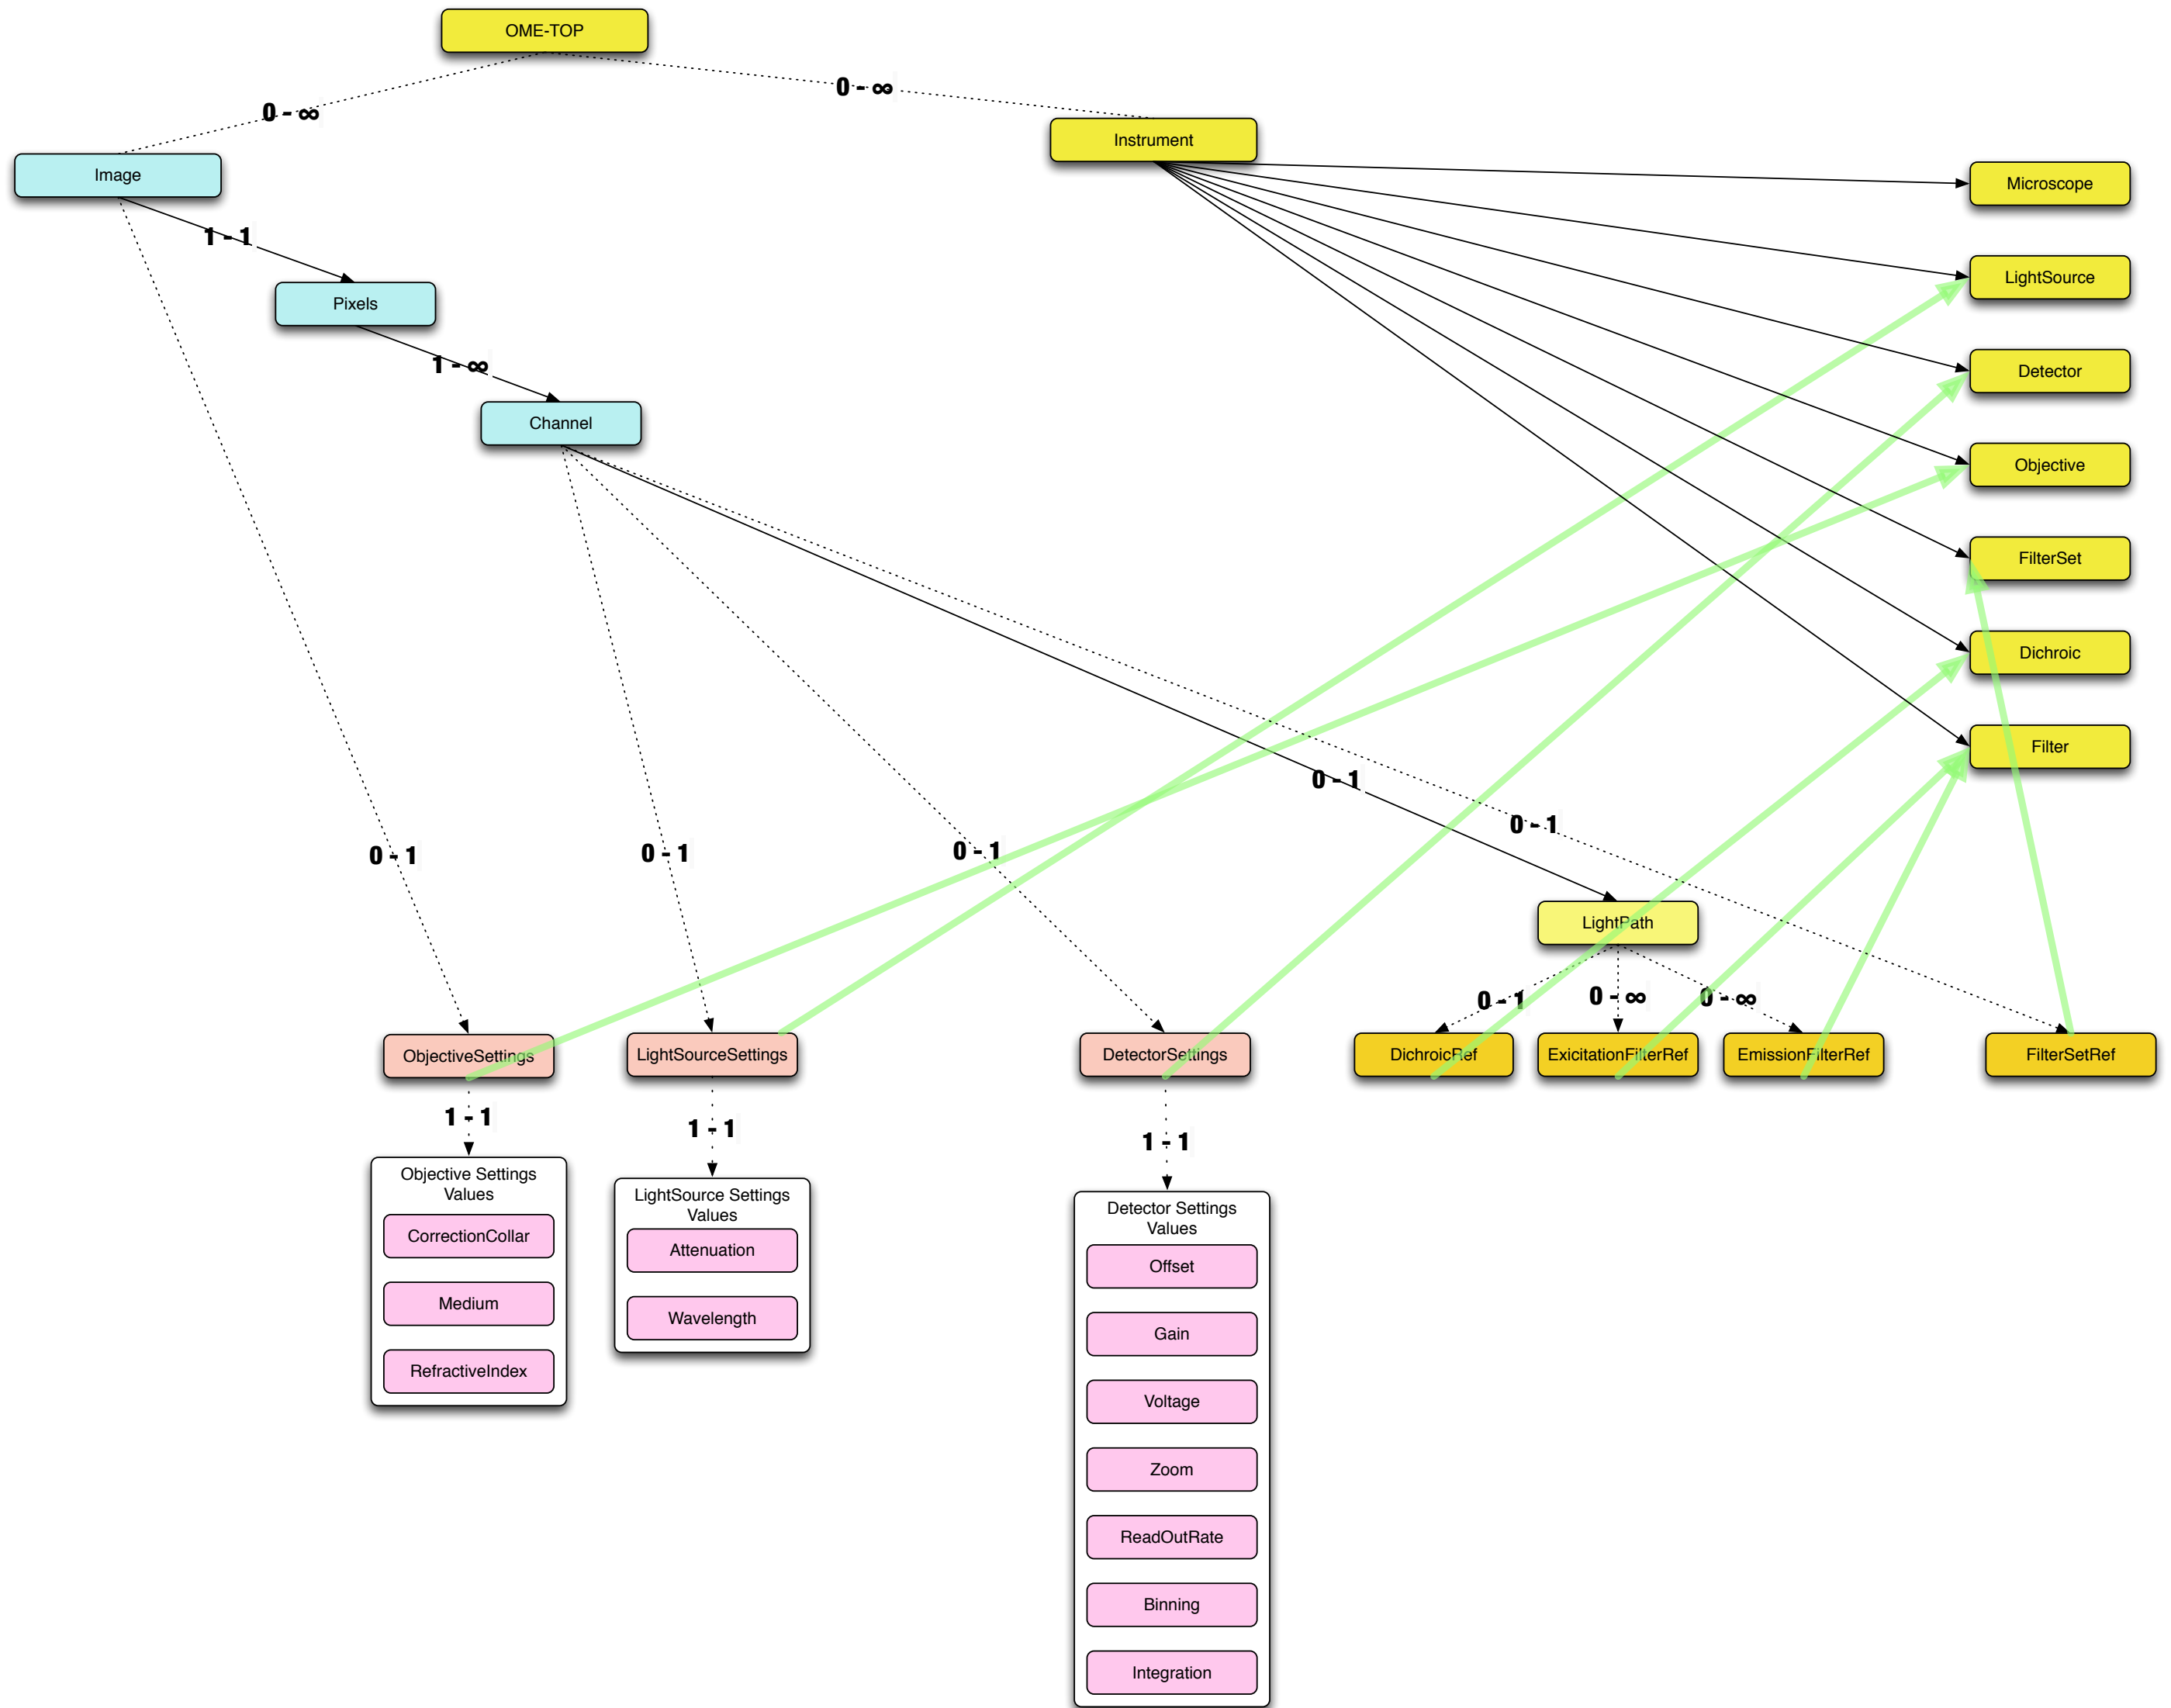 OME-TOP
0 - ∞
0 - ∞
Instrument
Image
Microscope
1 - 1
LightSource
Pixels
1 - ∞
Detector
Channel
Objective
FilterSet
Dichroic
Filter
0 - 1
0 - 1
0 - 1
0 - 1
0 - 1
LightPath
0 - 1
0 - ∞
0 - ∞
ObjectiveSettings
LightSourceSettings
DetectorSettings
DichroicRef
ExicitationFilterRef
EmissionFilterRef
FilterSetRef
1 - 1
1 - 1
1 - 1
Objective Settings
Values
CorrectionCollar
Medium
RefractiveIndex
LightSource Settings
Values
Attenuation
Wavelength
Detector Settings
Values
Offset
Gain
Voltage
Zoom
ReadOutRate
Binning
Integration